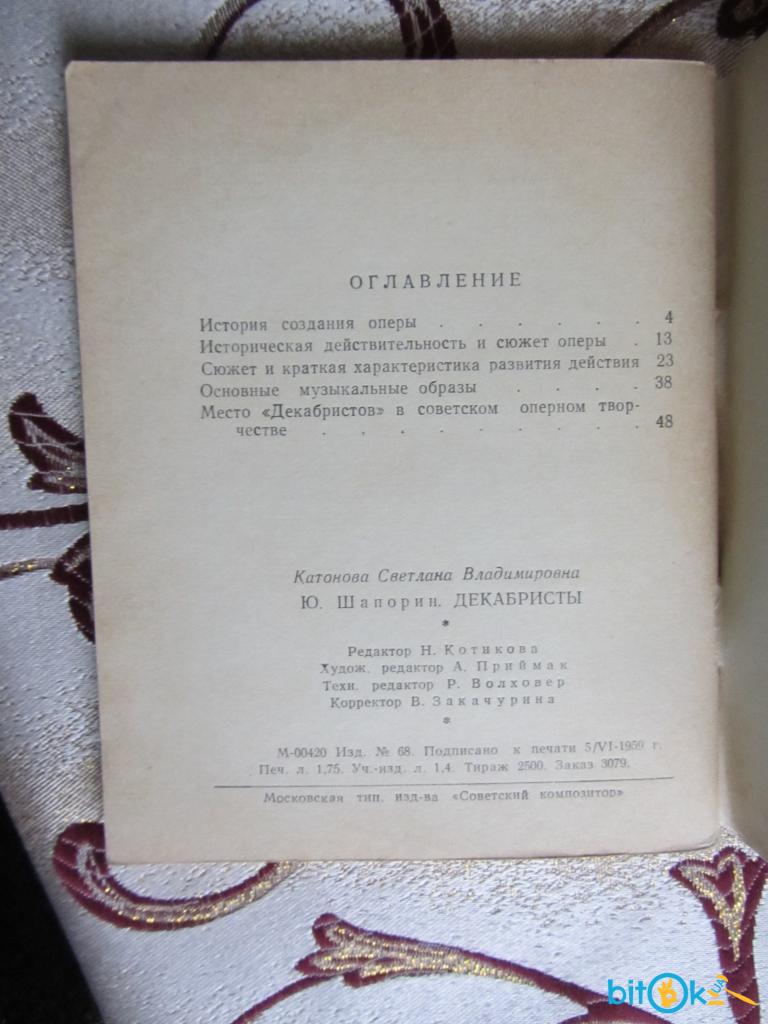 ОГЛАВЛЕНИЕ
История создания оперы . . . . . . 4
Историческая действительность и сюжет оперы . 13
Сюжет и краткая характеристика развития действия 23
Основные музыкальные образы . . . . 38
Место «Декабристов» в советском оперном твор-
честве . . . . . . . . . 48
Катонова Светлана Владимировна
Ю. Шапорин. ДЕКАБРИСТЫ
*
Редактор Н. Котикова
Худож. редактор А. Приймак
Техн. редактор Р. Волховер
Корректор В. Закачурина
*
М-00420 Изд. № 68. Подписано к печати 5/VI-1959 г.
Печ. л. 1,75. Уч.-изд. л. 1,4. Тираж 2500. Заказ 3079.
Московская тип. изд-ва «Советский композитор»
bitOk.UA